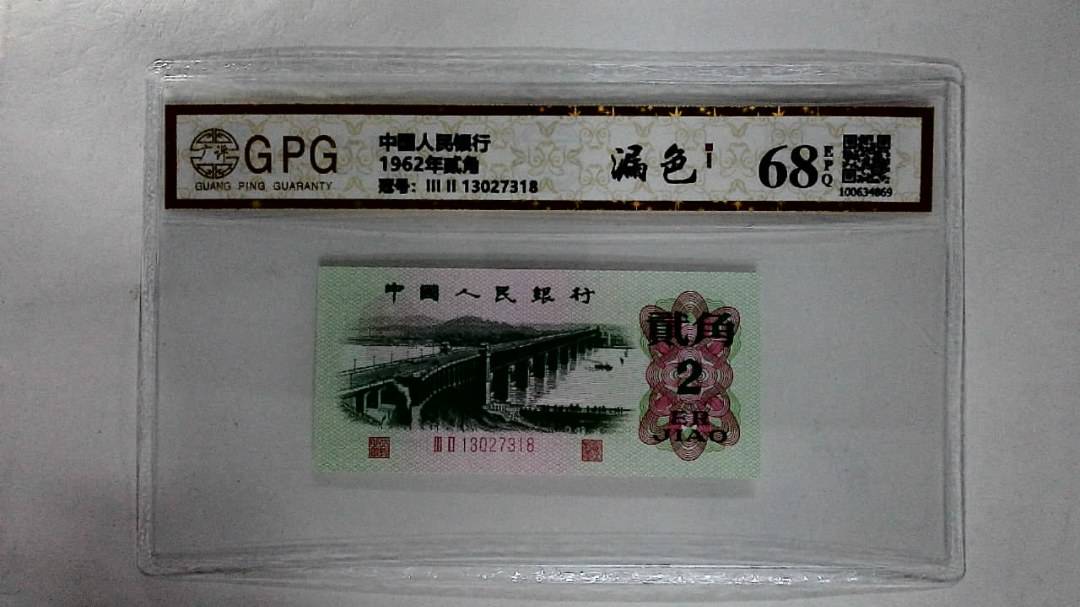 GPG
GUANG PING GUARANTY
中國人民銀行
1962年贰角
冠号: III II 13027318
漏色
68
EPQ
100634869
中國人民銀行
貳角
2
ER
JIAO
III II 13027318